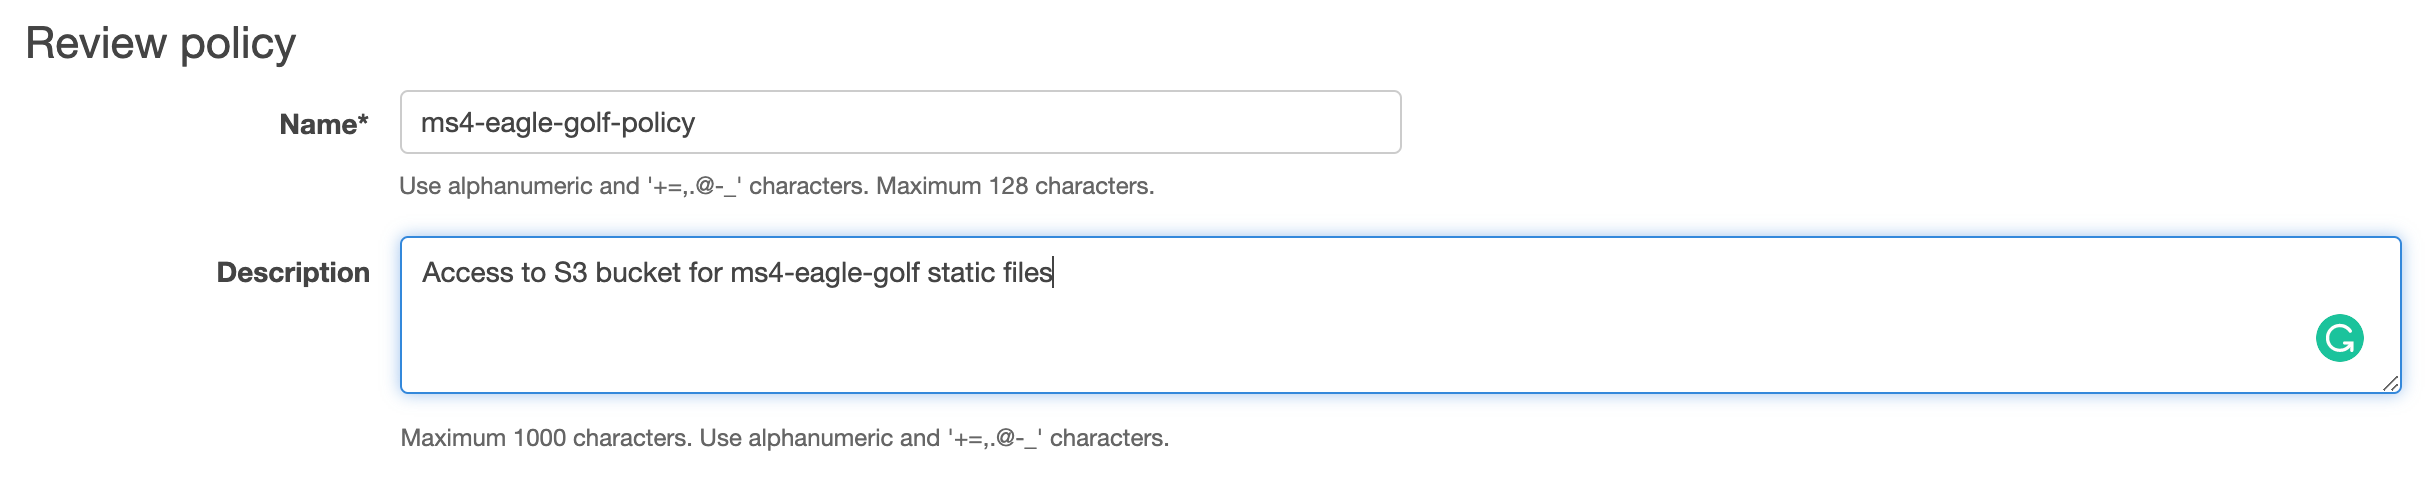 Review policy
Name*
ms4-eagle-golf-policy
Use alphanumeric and '+=,.@-_' characters. Maximum 128 characters.
Description
Access to S3 bucket for ms4-eagle-golf static files
Maximum 1000 characters. Use alphanumeric and '+=,.@-_' characters.